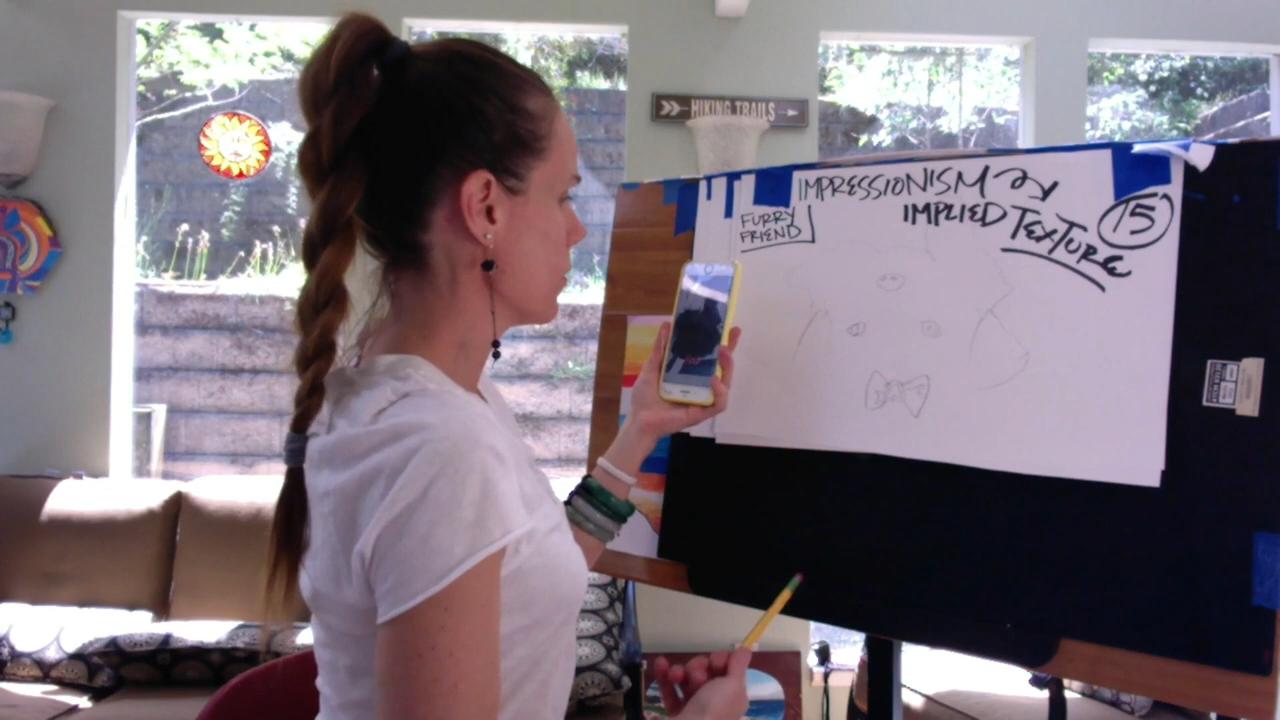 HIKING TRAILS
IMPRESSIONISM
IMPLIED TEXTURE
15
FURRY
FRIEND